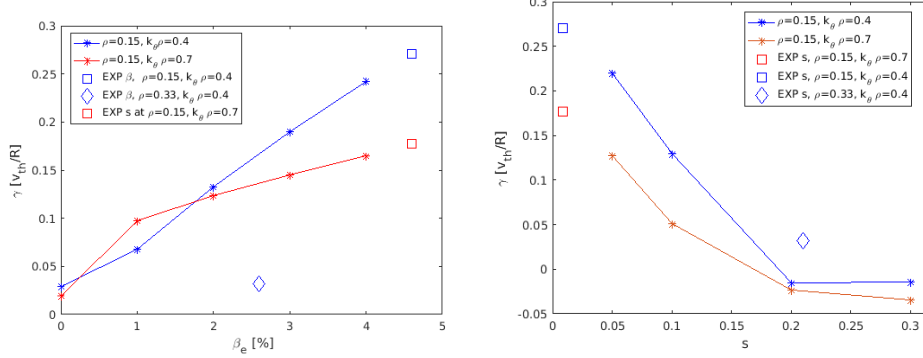 0.3
0.25
0.2
0.15
0.1
0.05
0
γ [v_th/R]
ρ=0.15, k_θρ=0.4
ρ=0.15, k_θ ρ=0.7
EXP β, ρ=0.15, k_θ ρ=0.4
EXP β, ρ=0.33, k_θ ρ=0.4
EXP s at ρ=0.15, k_θ ρ=0.7
0 1 2 3 4 5
β_e [%]
0.3
0.25
0.2
0.15
0.1
0.05
0
-0.05
γ [v_th/R]
ρ=0.15, k_θ ρ=0.4
ρ=0.15, k_θ ρ=0.7
EXP s, ρ=0.15, k_θ ρ=0.7
EXP s, ρ=0.15, k_θ ρ=0.4
EXP s, ρ=0.33, k_θ ρ=0.4
0.05 0.1 0.15 0.2 0.25 0.3
s